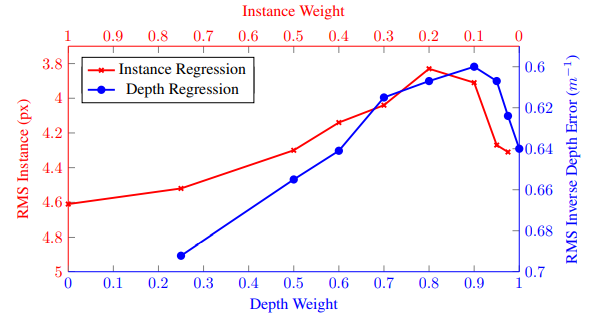 Instance Weight
1 0.9 0.8 0.7 0.6 0.5 0.4 0.3 0.2 0.1 0
3.8
4
4.2
4.4
4.6
4.8
5
RMS Instance (px)
Instance Regression
Depth Regression
0.6
0.62
0.64
0.66
0.68
0.7
RMS Inverse Depth Error (m⁻¹)
0 0.1 0.2 0.3 0.4 0.5 0.6 0.7 0.8 0.9 1
Depth Weight